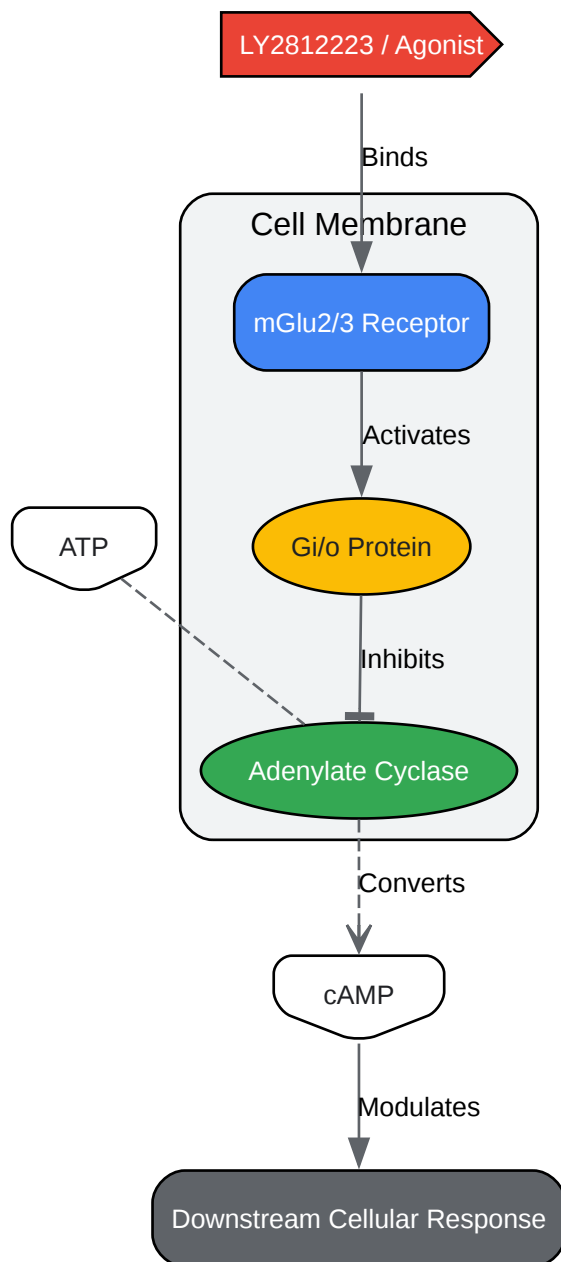 LY2812223 / Agonist
Binds
Cell Membrane
mGlu2/3 Receptor
Activates
ATP
Gi/o Protein
Inhibits
Adenylate Cyclase
Converts
cAMP
Modulates
Downstream Cellular Response